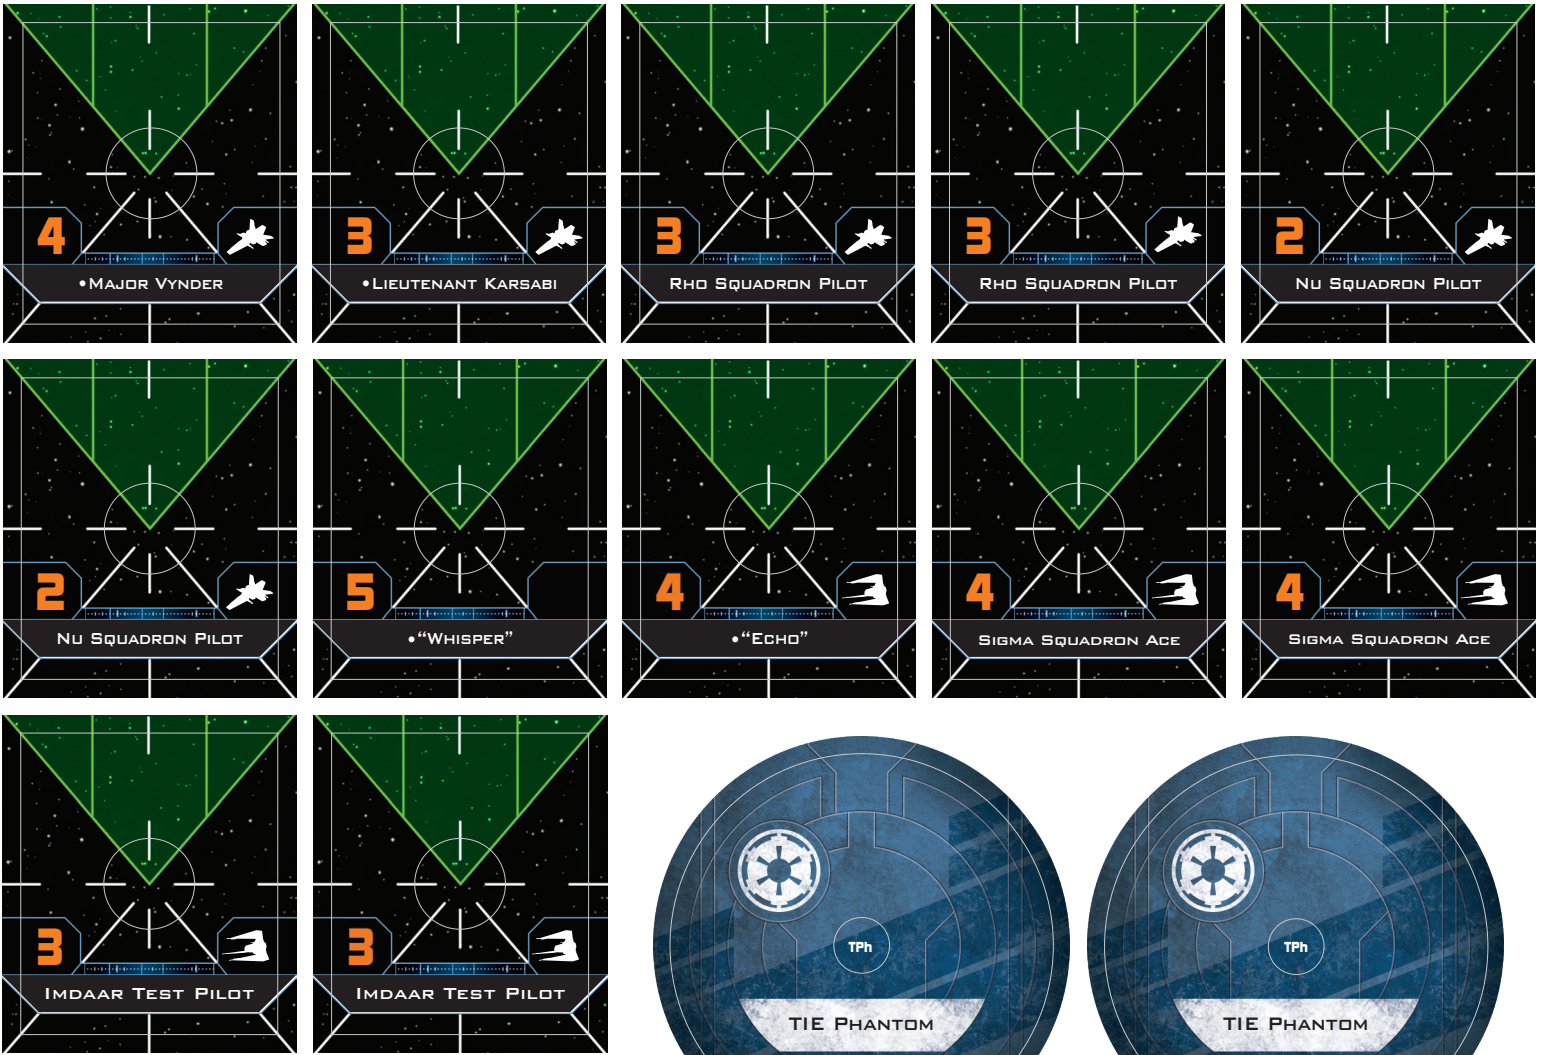 4
•Major Vynder
3
•Lieutenant Karsabi
3
Rho Squadron Pilot
3
Rho Squadron Pilot
2
Nu Squadron Pilot
2
Nu Squadron Pilot
5
•“Whisper”
4
•“Echo”
4
Sigma Squadron Ace
4
Sigma Squadron Ace
3
Imdaar Test Pilot
3
Imdaar Test Pilot
TPh
TIE Phantom
TPh
TIE Phantom